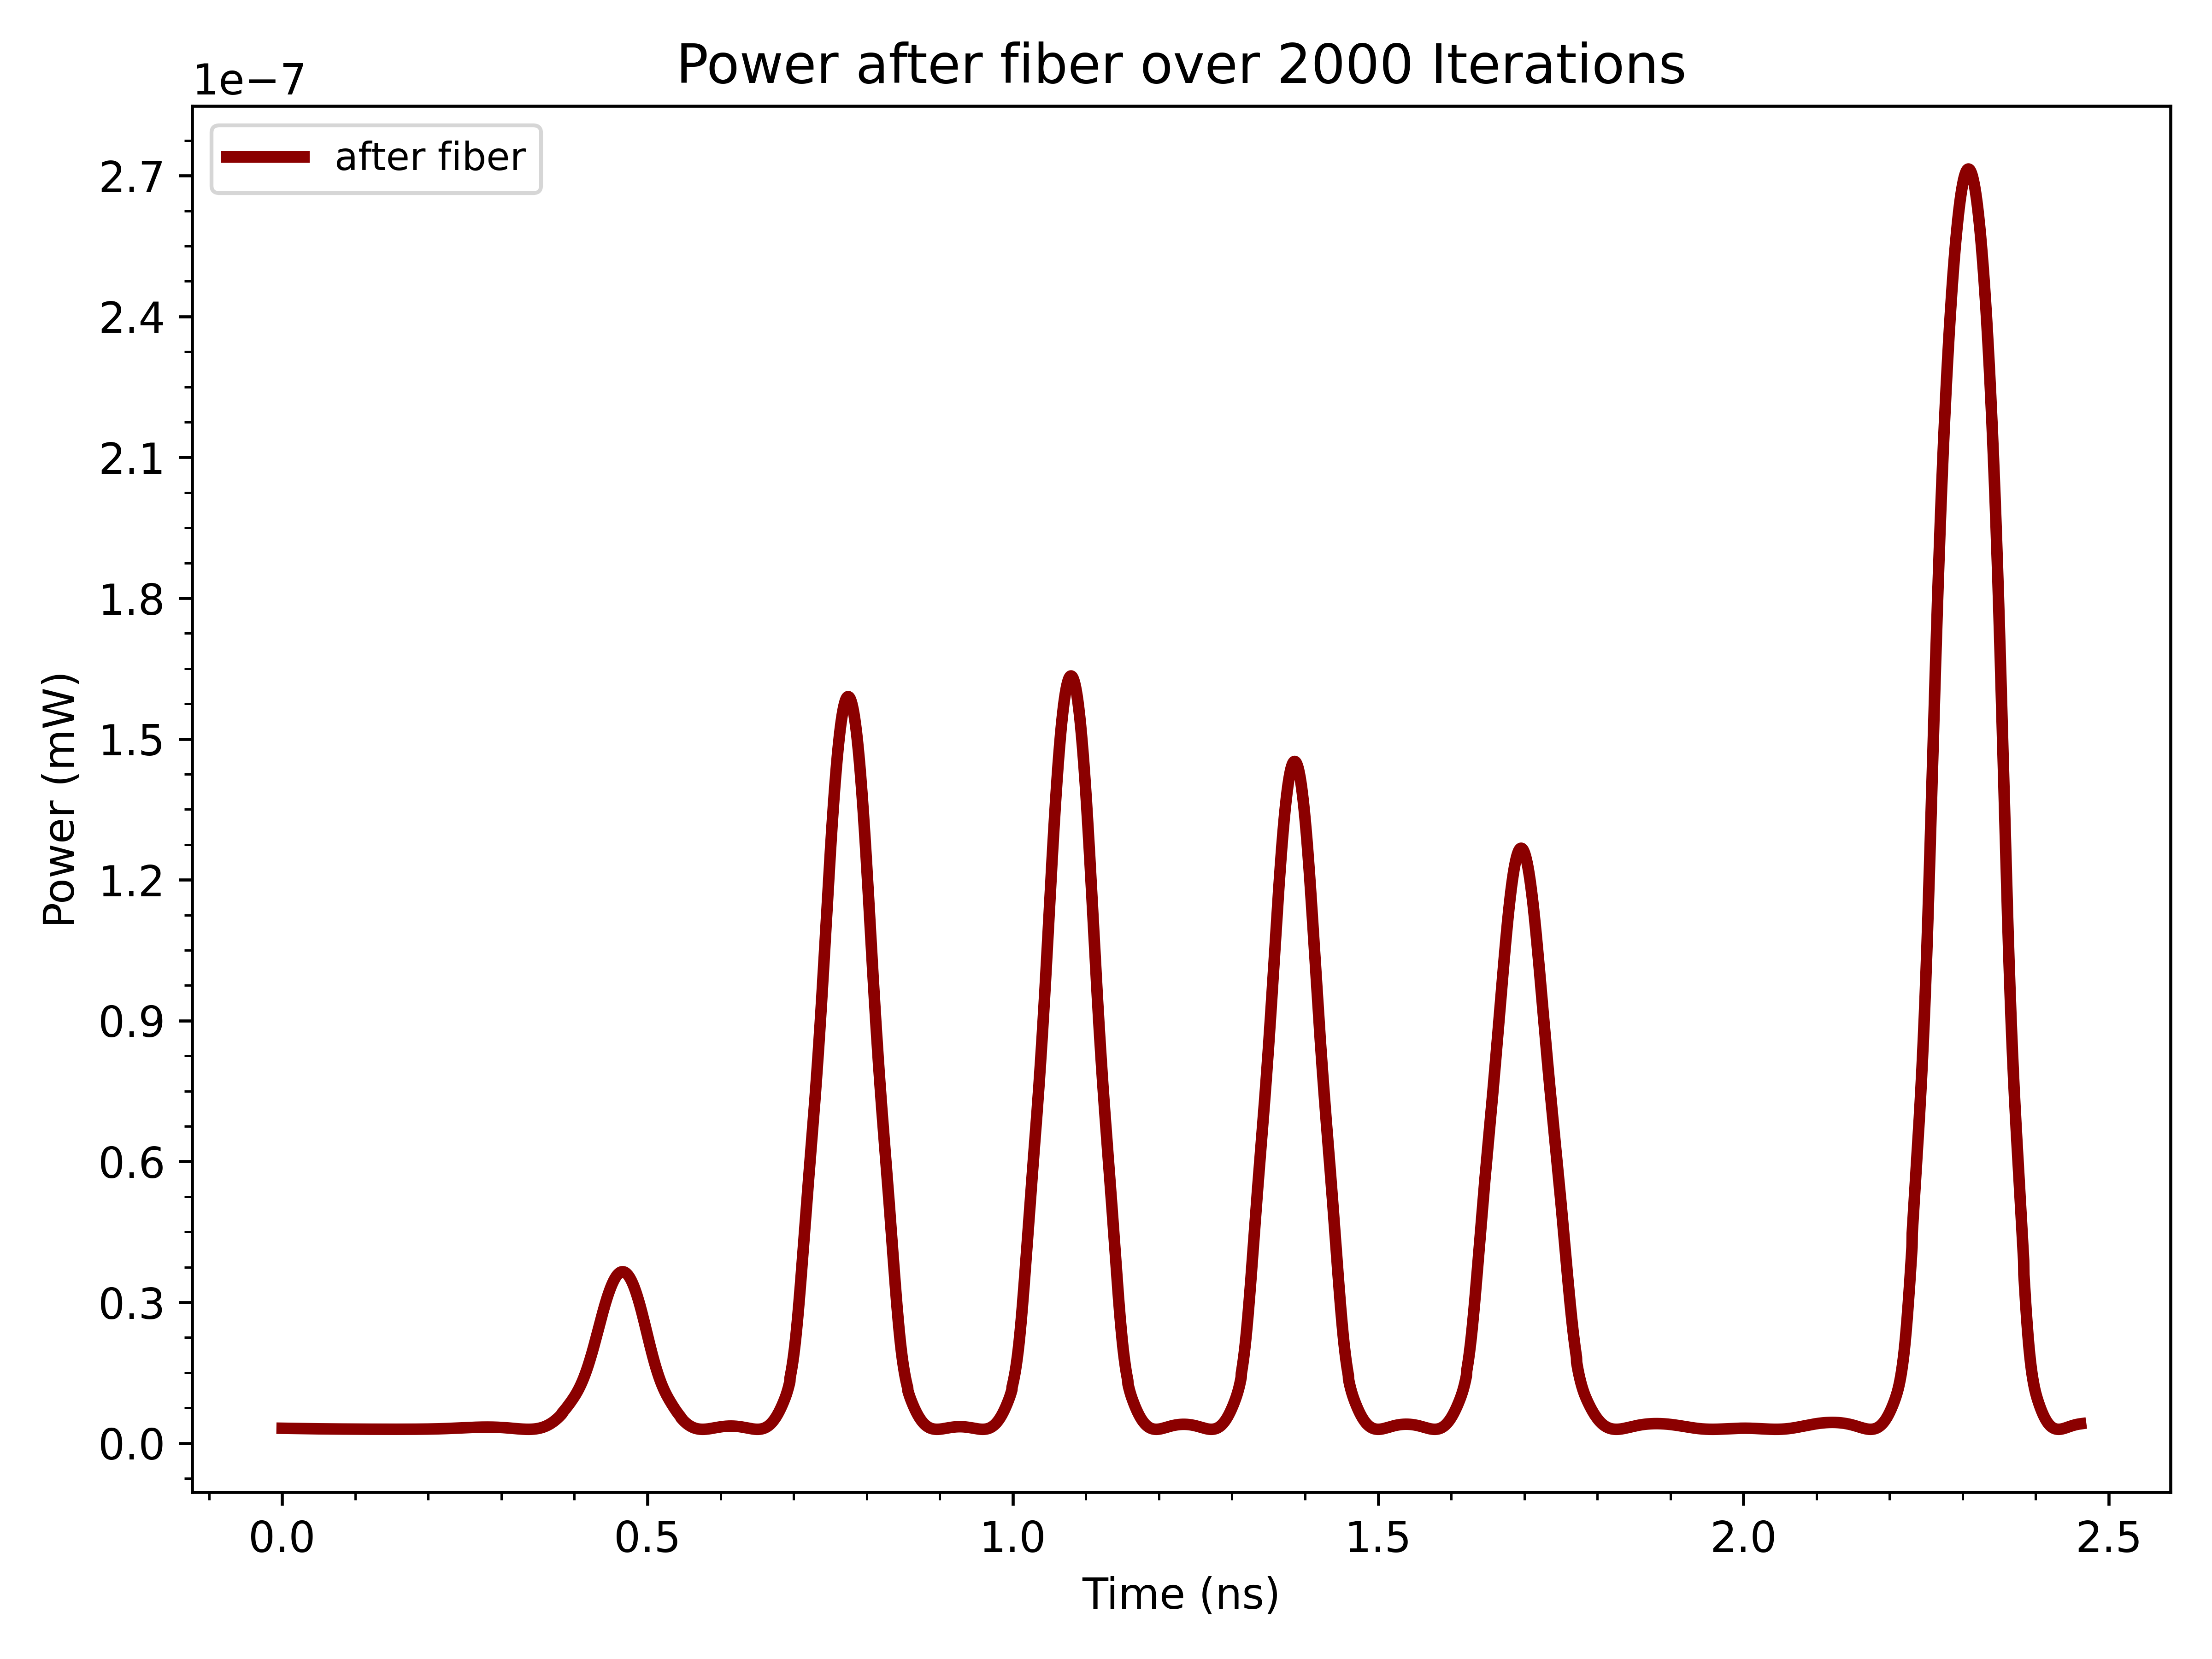 Power after fiber over 2000 Iterations
1e−7
after fiber
2.7
2.4
2.1
1.8
1.5
1.2
0.9
0.6
0.3
0.0
Power (mW)
0.0 0.5 1.0 1.5 2.0 2.5
Time (ns)